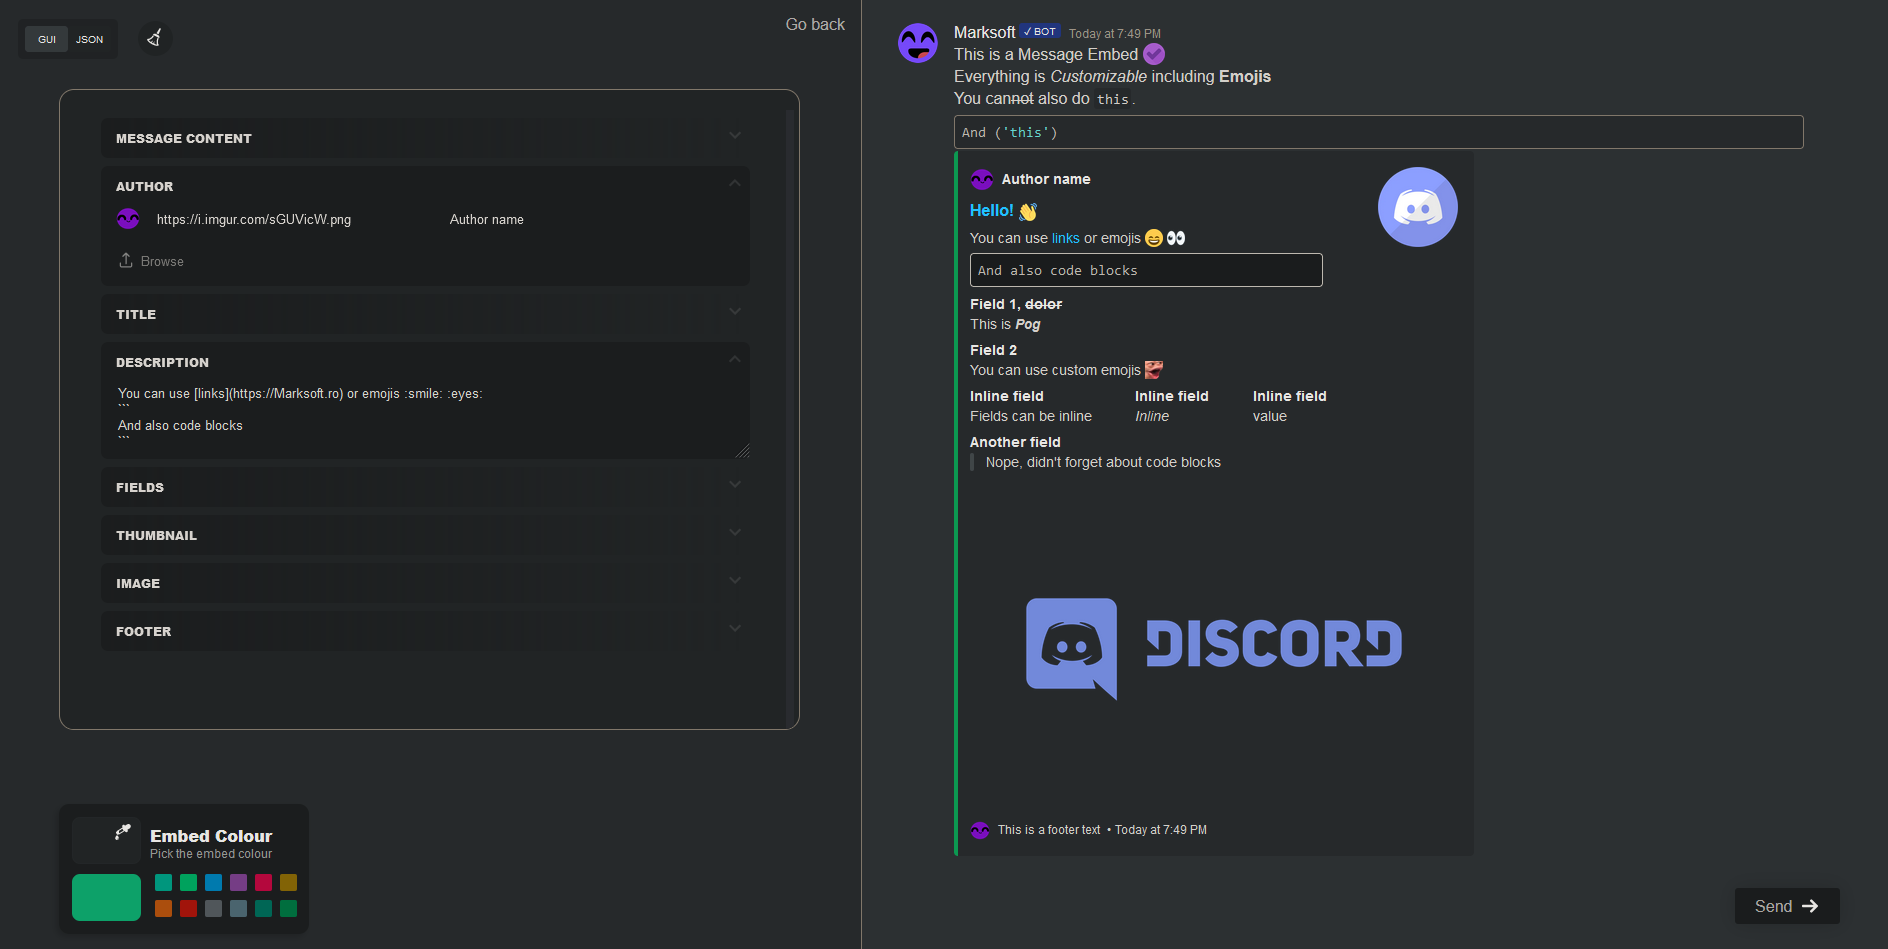 GUI JSON
Go back
MESSAGE CONTENT
AUTHOR
https://i.imgur.com/sGUVicW.png Author name
Browse
TITLE
DESCRIPTION
You can use [links](https://Marksoft.ro) or emojis :smile: :eyes:
```
And also code blocks
```
FIELDS
THUMBNAIL
IMAGE
FOOTER
Embed Colour
Pick the embed colour
Marksoft ✓ BOT Today at 7:49 PM
This is a Message Embed
Everything is Customizable including Emojis
You cannot also do this.
And ('this')
Author name
Hello! 👋
You can use links or emojis 😄 👀
And also code blocks
Field 1, dolor
This is Pog
Field 2
You can use custom emojis
Inline field Inline field Inline field
Fields can be inline Inline value
Another field
Nope, didn't forget about code blocks
DISCORD
This is a footer text • Today at 7:49 PM
Send